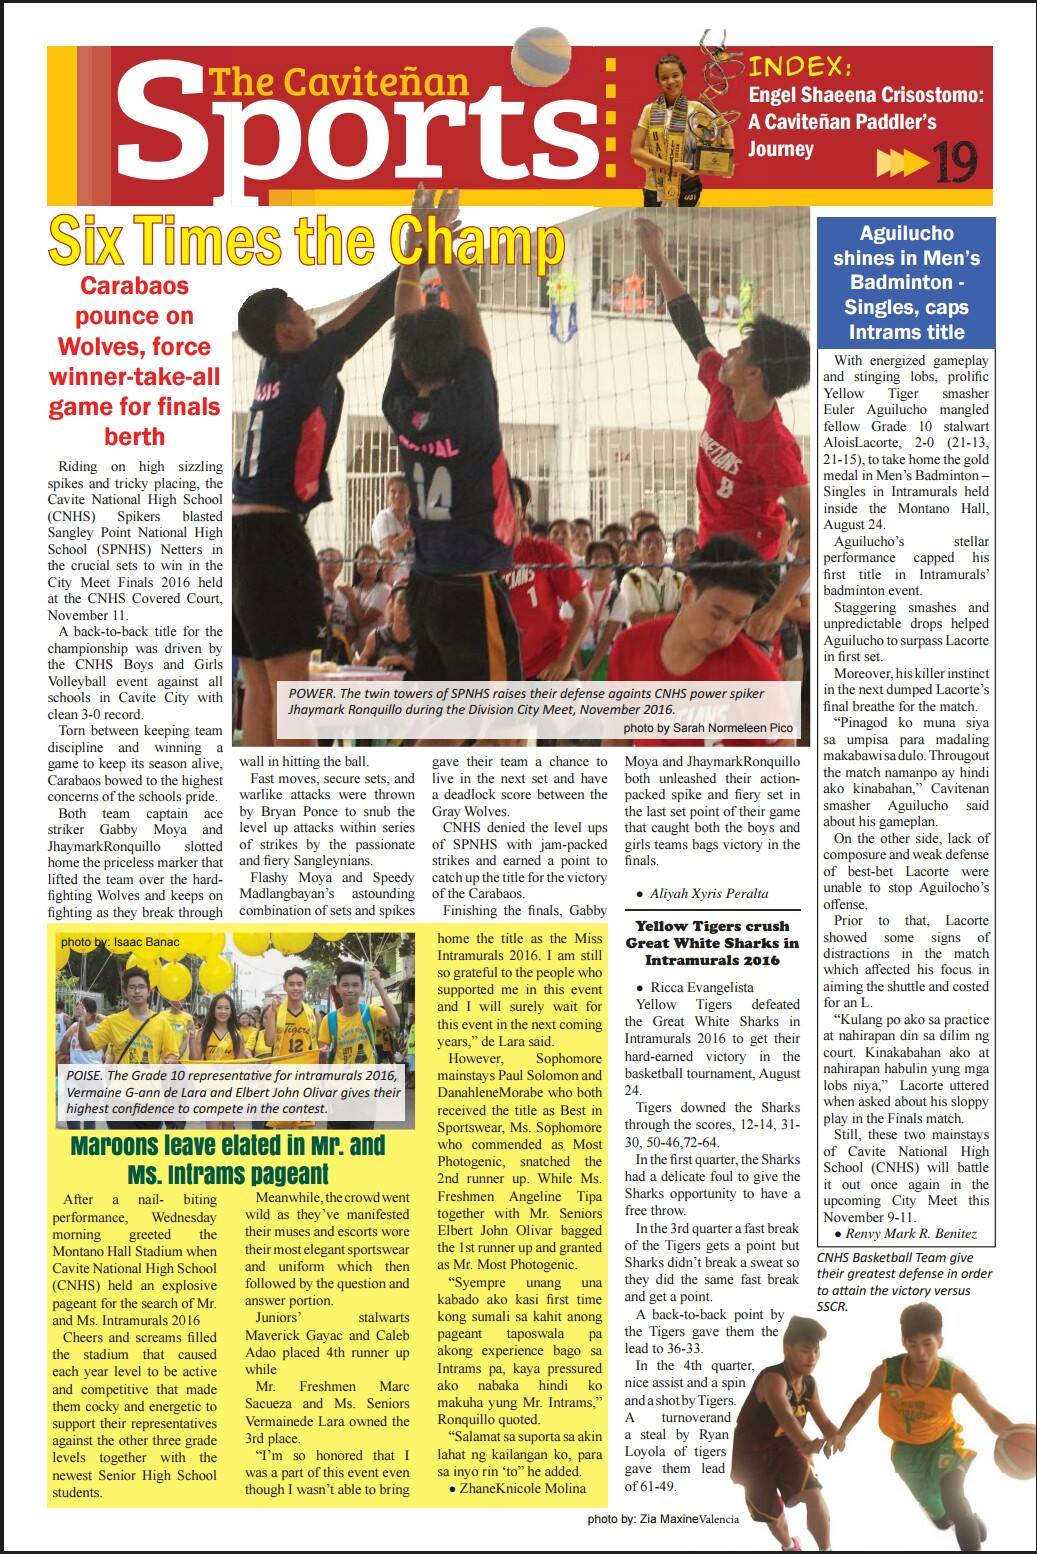 The Caviteñan
Sports
INDEX:
Engel Shaeena Crisostomo:
A Caviteñan Paddler's
Journey
19
Six Times the Champ
Carabaos
pounce on
Wolves, force
winner-take-all
game for finals
berth
Riding on high sizzling
spikes and tricky placing, the
Cavite National High School
(CNHS) Spikers blasted
Sangley Point National High
School (SPNHS) Netters in
the crucial sets to win in the
City Meet Finals 2016 held
at the CNHS Covered Court,
November 11.
A back-to-back title for the
championship was driven by
the CNHS Boys and Girls
Volleyball event against all
schools in Cavite City with
clean 3-0 record.
Torn between keeping team
discipline and winning a
game to keep its season alive,
Carabaos bowed to the highest
concerns of the schools pride.
Both team captain ace
striker Gabby Moya and
JhaymarkRonquillo slotted
home the priceless marker that
lifted the team over the hard-
fighting Wolves and keeps on
fighting as they break through
wall in hitting the ball.
Fast moves, secure sets, and
warlike attacks were thrown
by Bryan Ponce to snub the
level up attacks within series
of strikes by the passionate
and fiery Sangleynians.
Flashy Moya and Speedy
Madlangbayan's astounding
combination of sets and spikes
gave their team a chance to
live in the next set and have
a deadlock score between the
Gray Wolves.
CNHS denied the level ups
of SPNHS with jam-packed
strikes and earned a point to
catch up the title for the victory
of the Carabaos.
Finishing the finals, Gabby
Moya and JhaymarkRonquillo
both unleashed their action-
packed spike and fiery set in
the last set point of their game
that caught both the boys and
girls teams bags victory in the
finals.
● Aliyah Xyris Peralta
14
8
1
12
Tigers
POWER. The twin towers of SPNHS raises their defense againts CNHS power spiker
Jhaymark Ronquillo during the Division City Meet, November 2016.
photo by Sarah Normeleen Pico
Aguilucho
shines in Men's
Badminton -
Singles, caps
Intrams title
With energized gameplay
and stinging lobs, prolific
Yellow Tiger smasher
Euler Aguilucho mangled
fellow Grade 10 stalwart
AloisLacorte, 2-0 (21-13,
21-15), to take home the gold
medal in Men's Badminton –
Singles in Intramurals held
inside the Montano Hall,
August 24.
Aguilucho's stellar
performance capped his
first title in Intramurals'
badminton event.
Staggering smashes and
unpredictable drops helped
Aguilucho to surpass Lacorte
in first set.
Moreover, his killer instinct
in the next dumped Lacorte's
final breathe for the match.
"Pinagod ko muna siya
sa umpisa para madaling
makabawi sa dulo. Througout
the match namanpo ay hindi
ako kinabahan," Cavitenan
smasher Aguilucho said
about his gameplan.
On the other side, lack of
composure and weak defense
of best-bet Lacorte were
unable to stop Aguilocho's
offense.
Prior to that, Lacorte
showed some signs of
distractions in the match
which affected his focus in
aiming the shuttle and costed
for an L.
"Kulang po ako sa practice
at nahirapan din sa dilim ng
court. Kinakabahan ako at
nahirapan habulin yung mga
lobs niya," Lacorte uttered
when asked about his sloppy
play in the Finals match.
Still, these two mainstays
of Cavite National High
School (CNHS) will battle
it out once again in the
upcoming City Meet this
November 9-11.
● Renvy Mark R. Benitez
photo by: Isaac Banac
POISE. The Grade 10 representative for intramurals 2016,
Vermaine G-ann de Lara and Elbert John Olivar gives their
highest confidence to compete in the contest.
Maroons leave elated in Mr. and
Ms. Intrams pageant
After a nail- biting
performance, Wednesday
morning greeted the
Montano Hall Stadium when
Cavite National High School
(CNHS) held an explosive
pageant for the search of Mr.
and Ms. Intramurals 2016
Cheers and screams filled
the stadium that caused
each year level to be active
and competitive that made
them cocky and energetic to
support their representatives
against the other three grade
levels together with the
newest Senior High School
students.
Meanwhile, the crowd went
wild as they've manifested
their muses and escorts wore
their most elegant sportswear
and uniform which then
followed by the question and
answer portion.
Juniors' stalwarts
Maverick Gayac and Caleb
Adao placed 4th runner up
while
Mr. Freshmen Marc
Sacueza and Ms. Seniors
Vermainede Lara owned the
3rd place.
"I'm so honored that I
was a part of this event even
though I wasn't able to bring
home the title as the Miss
Intramurals 2016. I am still
so grateful to the people who
supported me in this event
and I will surely wait for
this event in the next coming
years," de Lara said.
However, Sophomore
mainstays Paul Solomon and
DanahleneMorabe who both
received the title as Best in
Sportswear, Ms. Sophomore
who commended as Most
Photogenic, snatched the
2nd runner up. While Ms.
Freshmen Angeline Tipa
together with Mr. Seniors
Elbert John Olivar bagged
the 1st runner up and granted
as Mr. Most Photogenic.
"Syempre unang una
kabado ako kasi first time
kong sumali sa kahit anong
pageant taposwala pa
akong experience bago sa
Intrams pa, kaya pressured
ako nabaka hindi ko
makuha yung Mr. Intrams,"
Ronquillo quoted.
"Salamat sa suporta sa akin
lahat ng kailangan ko, para
sa inyo rin 'to" he added.
● ZhaneKnicole Molina
Yellow Tigers crush
Great White Sharks in
Intramurals 2016
● Ricca Evangelista
Yellow Tigers defeated
the Great White Sharks in
Intramurals 2016 to get their
hard-earned victory in the
basketball tournament, August
24.
Tigers downed the Sharks
through the scores, 12-14, 31-
30, 50-46,72-64.
In the first quarter, the Sharks
had a delicate foul to give the
Sharks opportunity to have a
free throw.
In the 3rd quarter a fast break
of the Tigers gets a point but
Sharks didn't break a sweat so
they did the same fast break
and get a point.
A back-to-back point by
the Tigers gave them the
lead to 36-33.
In the 4th quarter,
nice assist and a spin
and a shot by Tigers.
A turnoverand
a steal by Ryan
Loyola of tigers
gave them lead
of 61-49.
CNHS Basketball Team give
their greatest defense in order
to attain the victory versus
SSCR.
photo by: Zia MaxineValencia